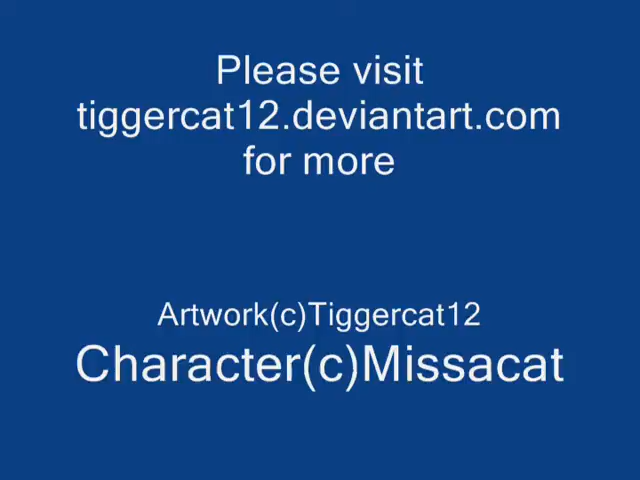 Please visit
tiggercat12.deviantart.com
for more
Artwork(c)Tiggercat12
Character(c)Missacat